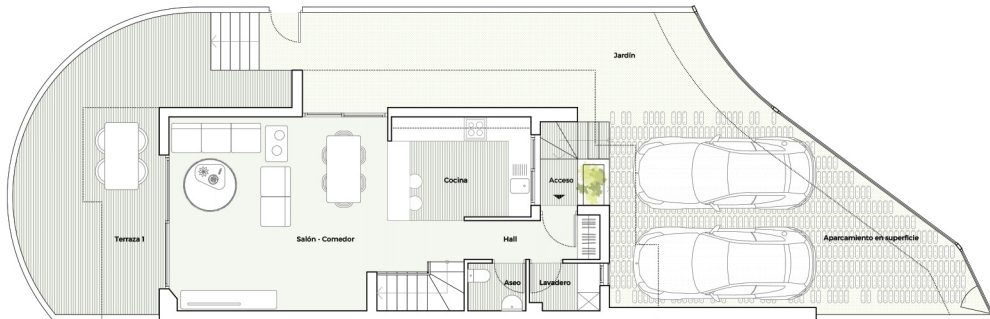 Jardín
Cocina
Acceso
Terraza 1
Salón - Comedor
Hall
Aparcamiento en superficie
Aseo
Lavadero